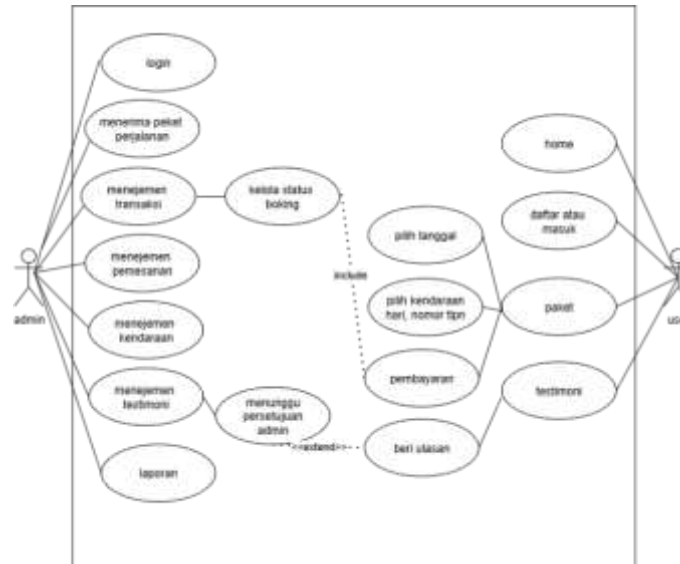 login
menerima paket
perjalanan
home
menejemen
transaksi
kelola status
boking
daftar atau
masuk
pilih tanggal
menejemen
pemesanan
include
admin
pilih kendaraan
hari, nomor tlpn
paket
use
menejemen
kendaraan
pembayaran
menejemen
testimoni
menunggu
persetujuan
admin
testimoni
extend
beri ulasan
laporan